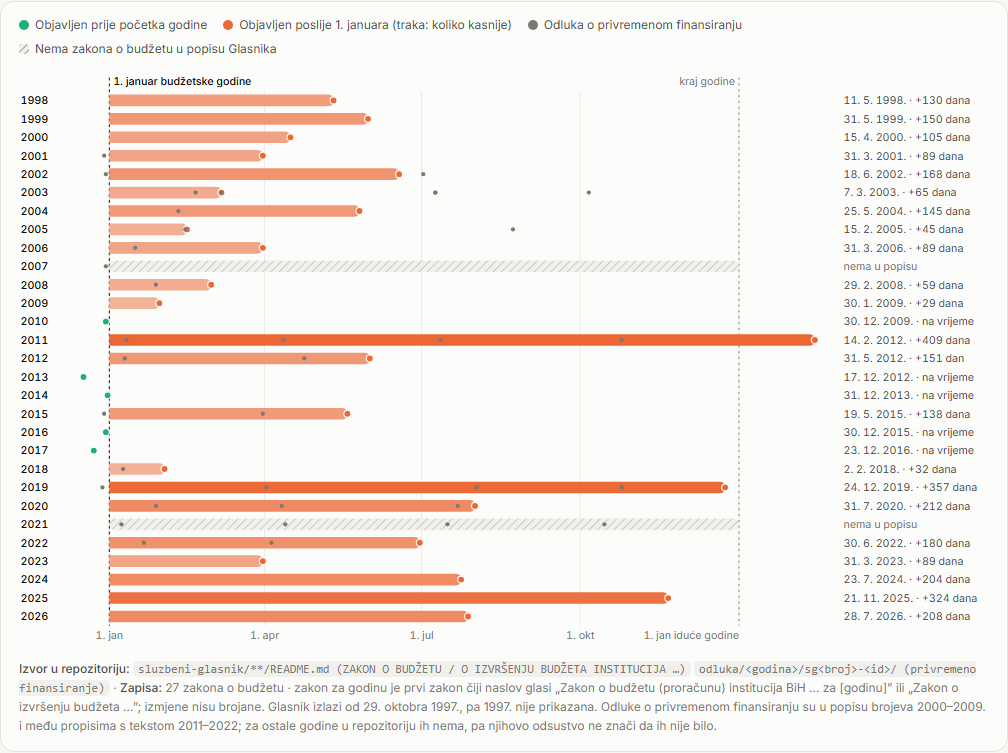 Objavljen prije početka godine Objavljen poslije 1. januara (traka: koliko kasnije) Odluka o privremenom finansiranju
Nema zakona o budžetu u popisu Glasnika
1. januar budžetske godine kraj godine
1998 11. 5. 1998. · +130 dana
1999 31. 5. 1999. · +150 dana
2000 15. 4. 2000. · +105 dana
2001 31. 3. 2001. · +89 dana
2002 18. 6. 2002. · +168 dana
2003 7. 3. 2003. · +65 dana
2004 25. 5. 2004. · +145 dana
2005 15. 2. 2005. · +45 dana
2006 31. 3. 2006. · +89 dana
2007 nema u popisu
2008 29. 2. 2008. · +59 dana
2009 30. 1. 2009. · +29 dana
2010 30. 12. 2009. · na vrijeme
2011 14. 2. 2012. · +409 dana
2012 31. 5. 2012. · +151 dan
2013 17. 12. 2012. · na vrijeme
2014 31. 12. 2013. · na vrijeme
2015 19. 5. 2015. · +138 dana
2016 30. 12. 2015. · na vrijeme
2017 23. 12. 2016. · na vrijeme
2018 2. 2. 2018. · +32 dana
2019 24. 12. 2019. · +357 dana
2020 31. 7. 2020. · +212 dana
2021 nema u popisu
2022 30. 6. 2022. · +180 dana
2023 31. 3. 2023. · +89 dana
2024 23. 7. 2024. · +204 dana
2025 21. 11. 2025. · +324 dana
2026 28. 7. 2026. · +208 dana
1. jan 1. apr 1. jul 1. okt 1. jan iduće godine
Izvor u repozitoriju: sluzbeni-glasnik/**/README.md (ZAKON O BUDŽETU / O IZVRŠENJU BUDŽETA INSTITUCIJA …) odluka/<godina>/sg<broj>-<id>/ (privremeno
finansiranje) · Zapisa: 27 zakona o budžetu · zakon za godinu je prvi zakon čiji naslov glasi „Zakon o budžetu (proračunu) institucija BiH … za [godinu]” ili „Zakon o
izvršenju budžeta …”; izmjene nisu brojane. Glasnik izlazi od 29. oktobra 1997., pa 1997. nije prikazana. Odluke o privremenom finansiranju su u popisu brojeva 2000–2009.
i među propisima s tekstom 2011–2022; za ostale godine u repozitoriju ih nema, pa njihovo odsustvo ne znači da ih nije bilo.